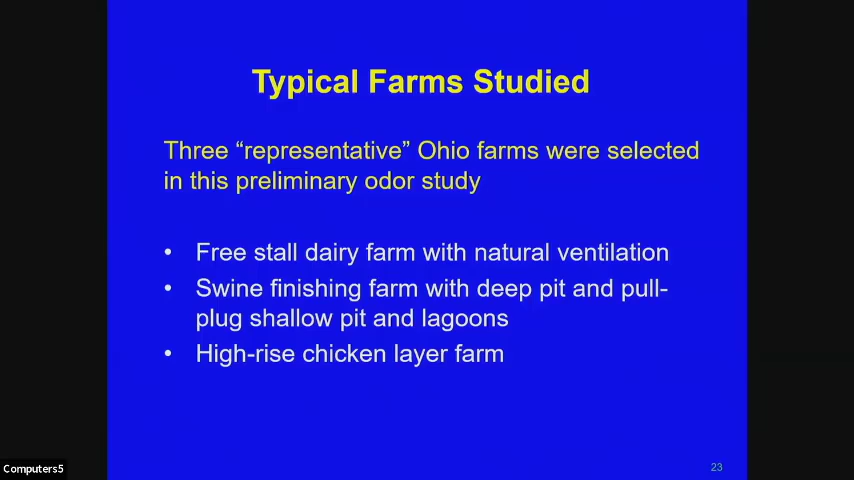 Typical Farms Studied
Three “representative” Ohio farms were selected
in this preliminary odor study
• Free stall dairy farm with natural ventilation
• Swine finishing farm with deep pit and pull-
plug shallow pit and lagoons
• High-rise chicken layer farm
Computers5
23